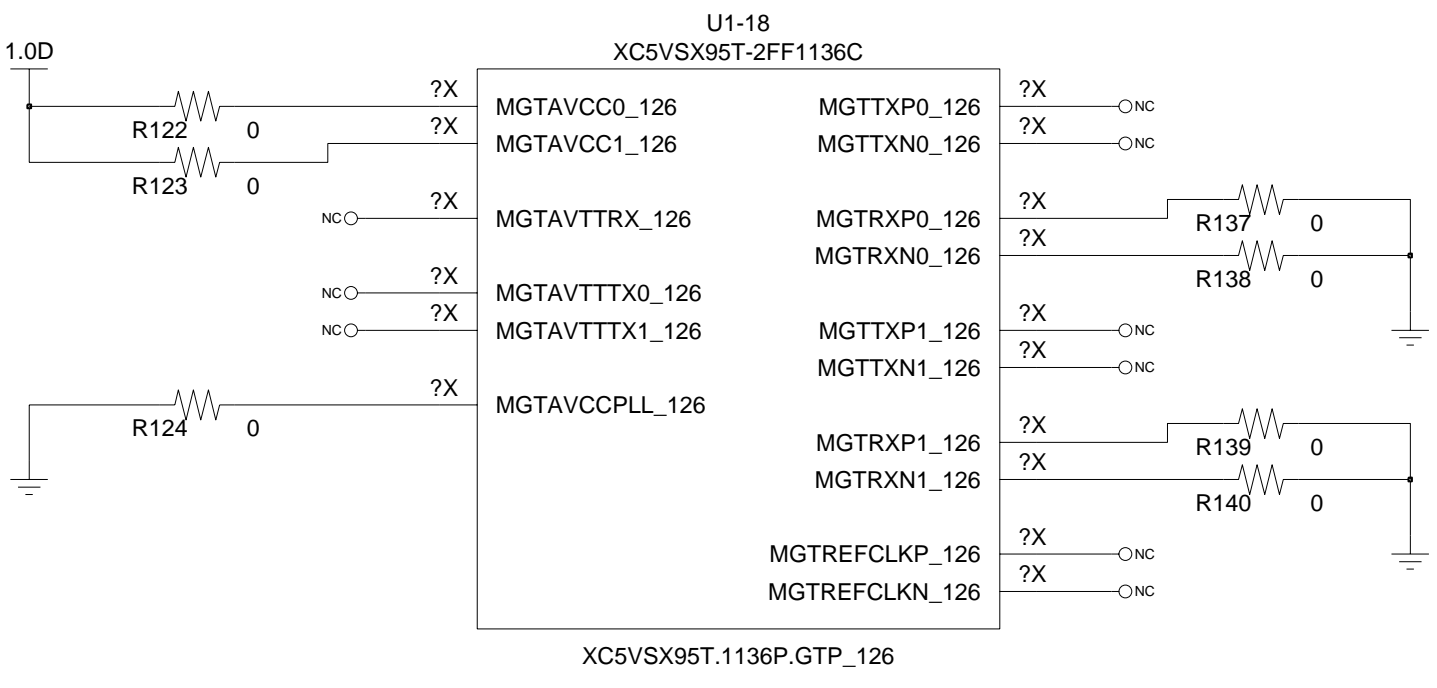 U1-18
XC5VSX95T-2FF1136C
1.0D
R122 0
R123 0
R124 0
?X MGTAVCC0_126
?X MGTAVCC1_126
NC ?X MGTAVTTRX_126
NC ?X MGTAVTTTX0_126
NC ?X MGTAVTTTX1_126
?X MGTAVCCPLL_126
MGTTXP0_126 ?X NC
MGTTXN0_126 ?X NC
MGTRXP0_126 ?X
R137 0
MGTRXN0_126 ?X
R138 0
MGTTXP1_126 ?X NC
MGTTXN1_126 ?X NC
MGTRXP1_126 ?X
R139 0
MGTRXN1_126 ?X
R140 0
MGTREFCLKP_126 ?X NC
MGTREFCLKN_126 ?X NC
XC5VSX95T.1136P.GTP_126